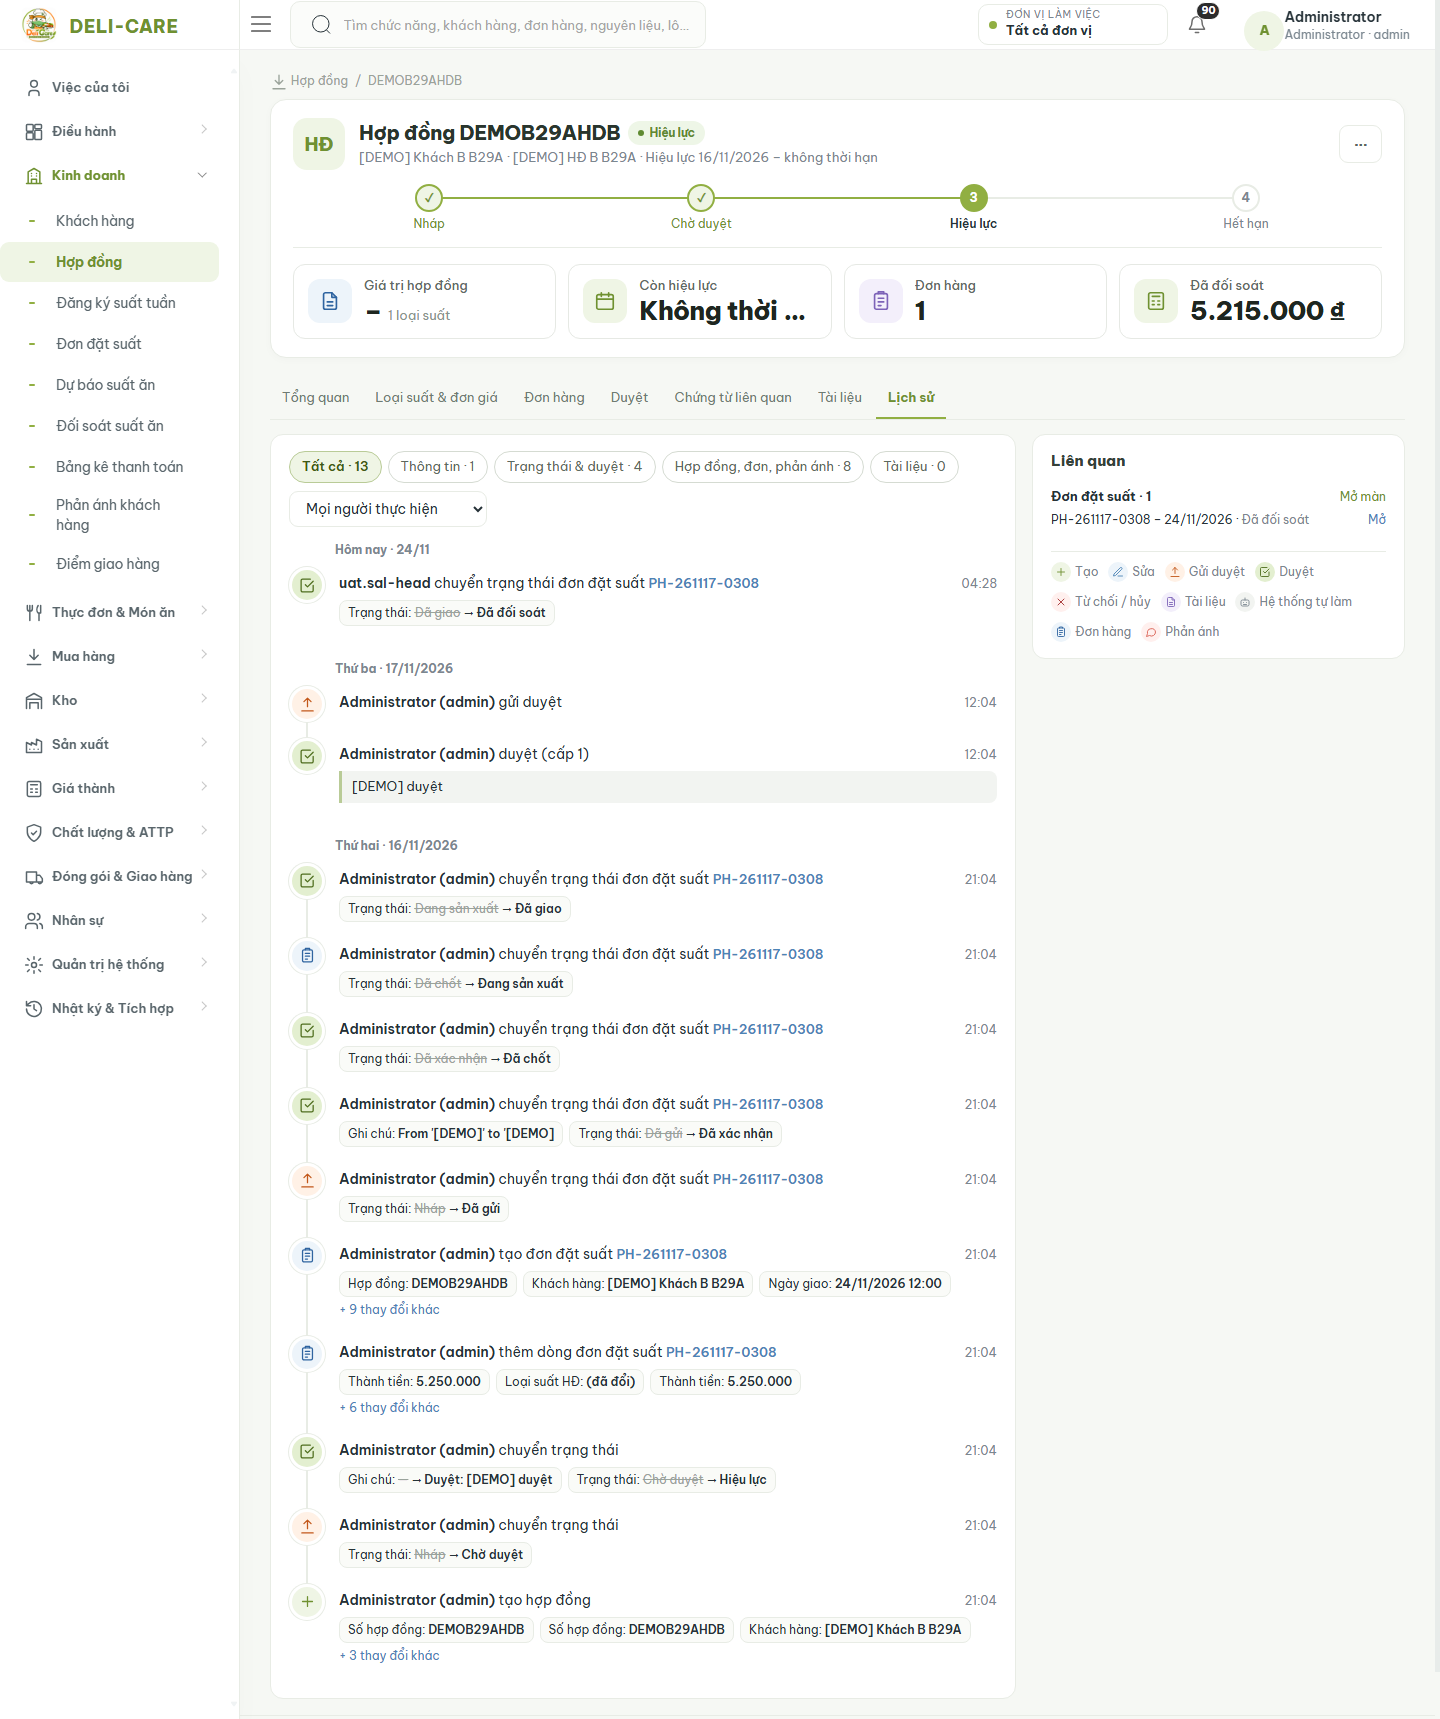 DELI-CARE
Tìm chức năng, khách hàng, đơn hàng, nguyên liệu, lô...
ĐƠN VỊ LÀM VIỆC
Tất cả đơn vị
90
A
Administrator
Administrator · admin
Việc của tôi
Điều hành
Kinh doanh
Khách hàng
Hợp đồng
Đăng ký suất tuần
Đơn đặt suất
Dự báo suất ăn
Đối soát suất ăn
Bảng kê thanh toán
Phản ánh khách
hàng
Điểm giao hàng
Thực đơn & Món ăn
Mua hàng
Kho
Sản xuất
Giá thành
Chất lượng & ATTP
Đóng gói & Giao hàng
Nhân sự
Quản trị hệ thống
Nhật ký & Tích hợp
Hợp đồng / DEMOB29AHDB
HĐ
Hợp đồng DEMOB29AHDB
Hiệu lực
[DEMO] Khách B B29A · [DEMO] HĐ B B29A · Hiệu lực 16/11/2026 – không thời hạn
...
✓ ✓ 3 4
Nháp Chờ duyệt Hiệu lực Hết hạn
Giá trị hợp đồng
– 1 loại suất
Còn hiệu lực
Không thời ...
Đơn hàng
1
Đã đối soát
5.215.000 ₫
Tổng quan Loại suất & đơn giá Đơn hàng Duyệt Chứng từ liên quan Tài liệu Lịch sử
Tất cả · 13 Thông tin · 1 Trạng thái & duyệt · 4 Hợp đồng, đơn, phản ánh · 8 Tài liệu · 0
Mọi người thực hiện
Hôm nay · 24/11
uat.sal-head chuyển trạng thái đơn đặt suất PH-261117-0308 04:28
Trạng thái: Đã giao → Đã đối soát
Thứ ba · 17/11/2026
Administrator (admin) gửi duyệt 12:04
Administrator (admin) duyệt (cấp 1) 12:04
[DEMO] duyệt
Thứ hai · 16/11/2026
Administrator (admin) chuyển trạng thái đơn đặt suất PH-261117-0308 21:04
Trạng thái: Đang sản xuất → Đã giao
Administrator (admin) chuyển trạng thái đơn đặt suất PH-261117-0308 21:04
Trạng thái: Đã chốt → Đang sản xuất
Administrator (admin) chuyển trạng thái đơn đặt suất PH-261117-0308 21:04
Trạng thái: Đã xác nhận → Đã chốt
Administrator (admin) chuyển trạng thái đơn đặt suất PH-261117-0308 21:04
Ghi chú: From '[DEMO]' to '[DEMO] Trạng thái: Đã gửi → Đã xác nhận
Administrator (admin) chuyển trạng thái đơn đặt suất PH-261117-0308 21:04
Trạng thái: Nháp → Đã gửi
Administrator (admin) tạo đơn đặt suất PH-261117-0308 21:04
Hợp đồng: DEMOB29AHDB Khách hàng: [DEMO] Khách B B29A Ngày giao: 24/11/2026 12:00
+ 9 thay đổi khác
Administrator (admin) thêm dòng đơn đặt suất PH-261117-0308 21:04
Thành tiền: 5.250.000 Loại suất HĐ: (đã đổi) Thành tiền: 5.250.000
+ 6 thay đổi khác
Administrator (admin) chuyển trạng thái 21:04
Ghi chú: — → Duyệt: [DEMO] duyệt Trạng thái: Chờ duyệt → Hiệu lực
Administrator (admin) chuyển trạng thái 21:04
Trạng thái: Nháp → Chờ duyệt
Administrator (admin) tạo hợp đồng 21:04
Số hợp đồng: DEMOB29AHDB Số hợp đồng: DEMOB29AHDB Khách hàng: [DEMO] Khách B B29A
+ 3 thay đổi khác
Liên quan
Đơn đặt suất · 1 Mở màn
PH-261117-0308 – 24/11/2026 · Đã đối soát Mở
Tạo Sửa Gửi duyệt Duyệt
Từ chối / hủy Tài liệu Hệ thống tự làm
Đơn hàng Phản ánh